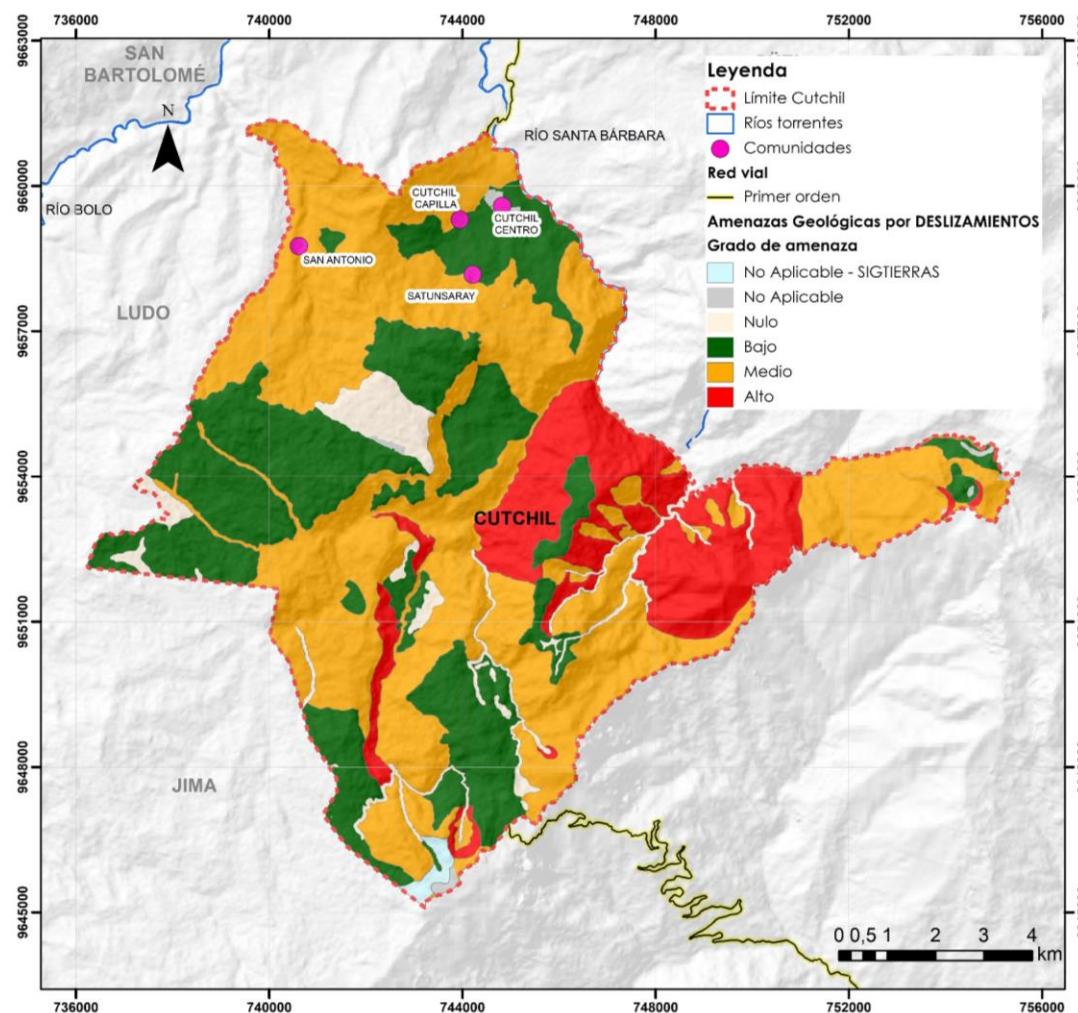 736000
740000
744000
748000
752000
756000
9663000
9660000
9657000
9654000
9651000
9648000
9645000
SAN
BARTOLOMÉ
N
RÍO SANTA BÁRBARA
RÍO BOLO
CUTCHIL
CAPILLA
CUTCHIL
CENTRO
SAN ANTONIO
SATUNSARAY
LUDO
CUTCHIL
JIMA
Leyenda
Límite Cutchil
Ríos torrentes
Comunidades
Red vial
Primer orden
Amenazas Geológicas por DESLIZAMIENTOS
Grado de amenaza
No Aplicable - SIGTIERRAS
No Aplicable
Nulo
Bajo
Medio
Alto
0 0,5 1 2 3 4
km
736000
740000
744000
748000
752000
756000